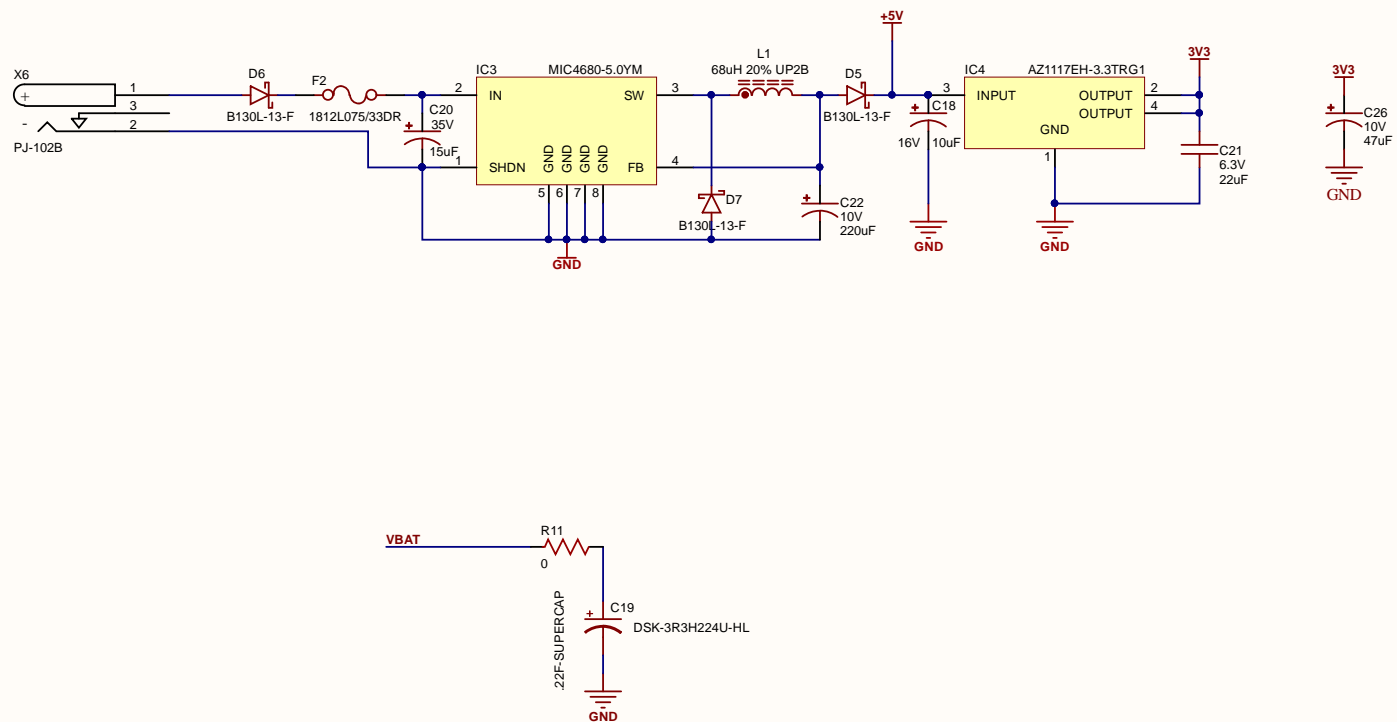 X6
+
-
PJ-102B
1
3
2
D6
B130L-13-F
F2
1812L075/33DR
C20
35V
15uF
IC3
MIC4680-5.0YM
2
IN
1
SHDN
GND
GND
GND
GND
5
6
7
8
SW
3
FB
4
GND
L1
68uH 20% UP2B
D7
B130L-13-F
D5
B130L-13-F
C22
10V
220uF
+5V
C18
16V
10uF
GND
IC4
AZ1117EH-3.3TRG1
3
INPUT
OUTPUT
2
OUTPUT
4
GND
1
GND
3V3
C21
6.3V
22uF
3V3
C26
10V
47uF
GND
VBAT
R11
0
.22F-SUPERCAP
C19
DSK-3R3H224U-HL
GND